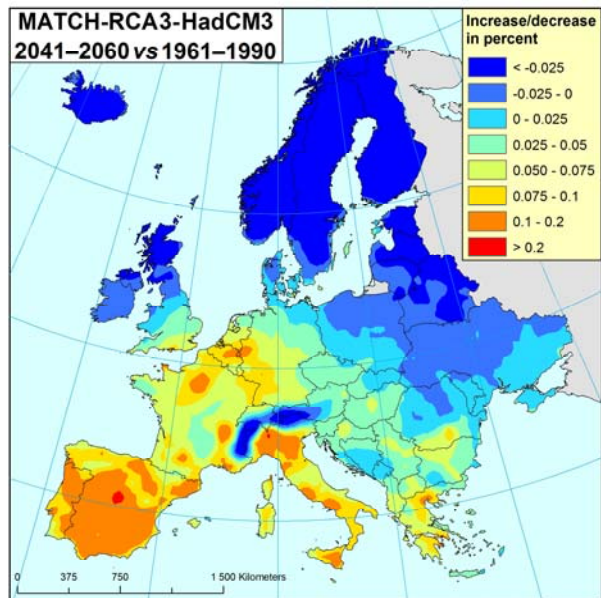 MATCH-RCA3-HadCM3
2041–2060 vs 1961–1990
Increase/decrease
in percent
< -0.025
-0.025 - 0
0 - 0.025
0.025 - 0.05
0.050 - 0.075
0.075 - 0.1
0.1 - 0.2
> 0.2
0 375 750 1 500 Kilometers